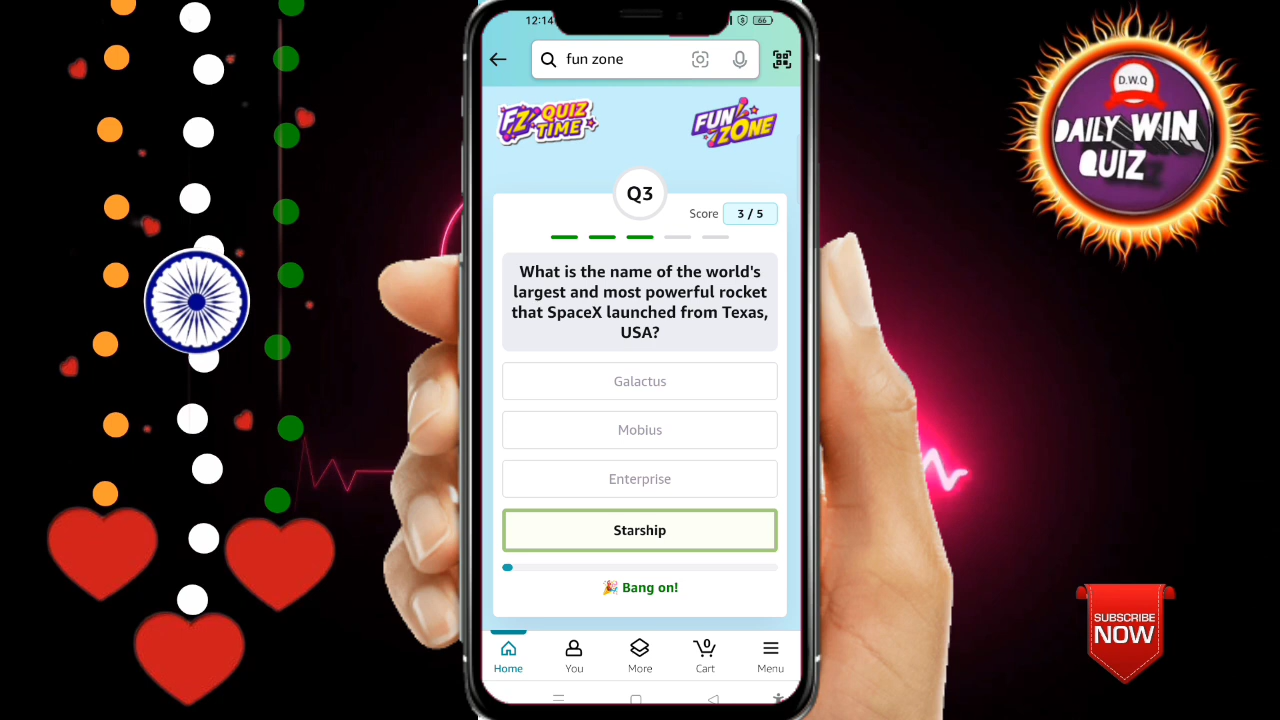 12:14
66
fun zone
FZ QUIZ
TIME
FUN
ZONE
Q3
Score 3 / 5
What is the name of the world's
largest and most powerful rocket
that SpaceX launched from Texas,
USA?
Galactus
Mobius
Enterprise
Starship
🎉 Bang on!
0
Home You More Cart Menu
D.W.Q
DAILY WIN
QUIZ
SUBSCRIBE
NOW